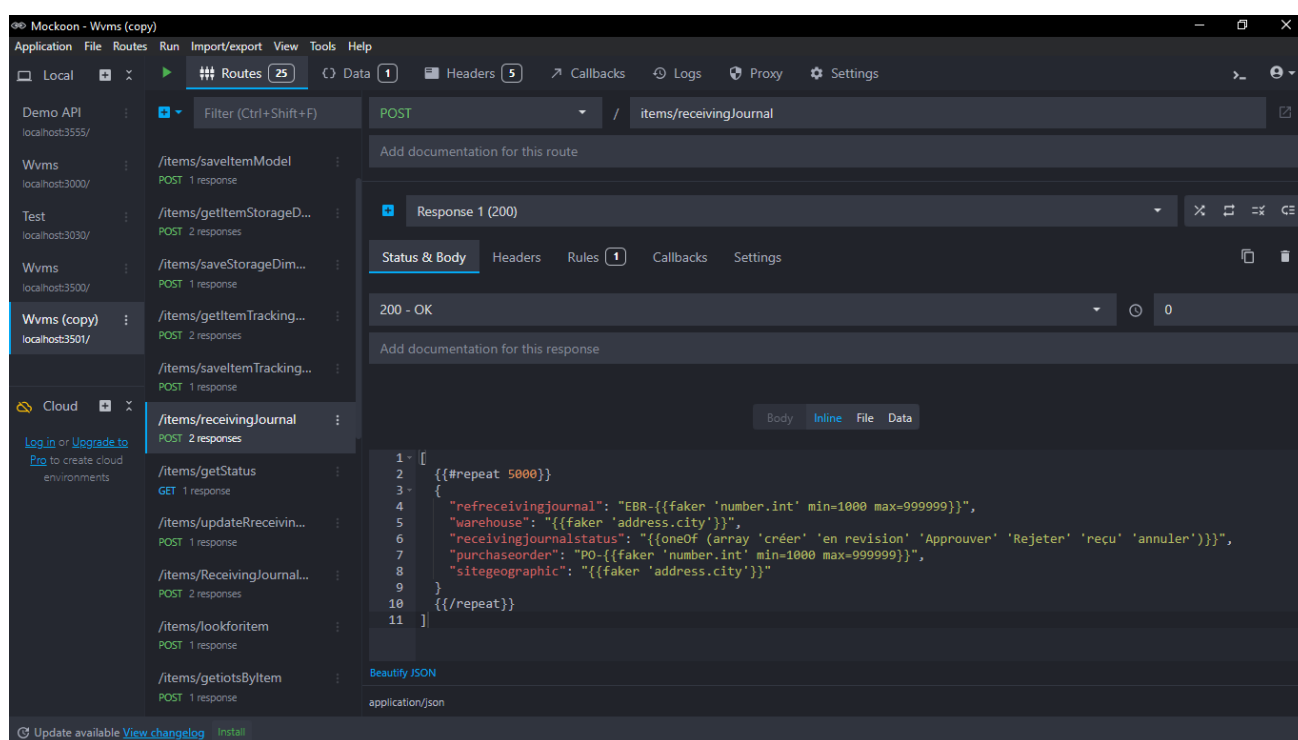 Mockoon - Wvms (copy)
Application File Routes Run Import/export View Tools Help
Local
Routes 25 {} Data 1 Headers 5 Callbacks Logs Proxy Settings
Demo API
localhost:3555/
Wvms
localhost:3000/
Test
localhost:3030/
Wvms
localhost:3500/
Wvms (copy)
localhost:3501/
Cloud
Log in or Upgrade to
Pro to create cloud
environments
Filter (Ctrl+Shift+F)
/items/saveItemModel
POST 1 response
/items/getItemStorageD...
POST 2 responses
/items/saveStorageDim...
POST 1 response
/items/getItemTracking...
POST 2 responses
/items/saveItemTracking...
POST 1 response
/items/receivingJournal
POST 2 responses
/items/getStatus
GET 1 response
/items/updateRreceivin...
POST 1 response
/items/ReceivingJournal...
POST 2 responses
/items/lookforitem
POST 1 response
/items/getiotsByItem
POST 1 response
POST / items/receivingJournal
Add documentation for this route
Response 1 (200)
Status & Body Headers Rules 1 Callbacks Settings
200 - OK 0
Add documentation for this response
Body Inline File Data
1 [
2 {{#repeat 5000}}
3 {
4 "refreceivingjournal": "EBR-{{faker 'number.int' min=1000 max=999999}}",
5 "warehouse": "{{faker 'address.city'}}",
6 "receivingjournalstatus": "{{oneOf (array 'créer' 'en revision' 'Approuver' 'Rejeter' 'reçu' 'annuler')}}",
7 "purchaseorder": "PO-{{faker 'number.int' min=1000 max=999999}}",
8 "sitegeographic": "{{faker 'address.city'}}"
9 }
10 {{/repeat}}
11 ]
Beautify JSON
application/json
Update available View changelog Install